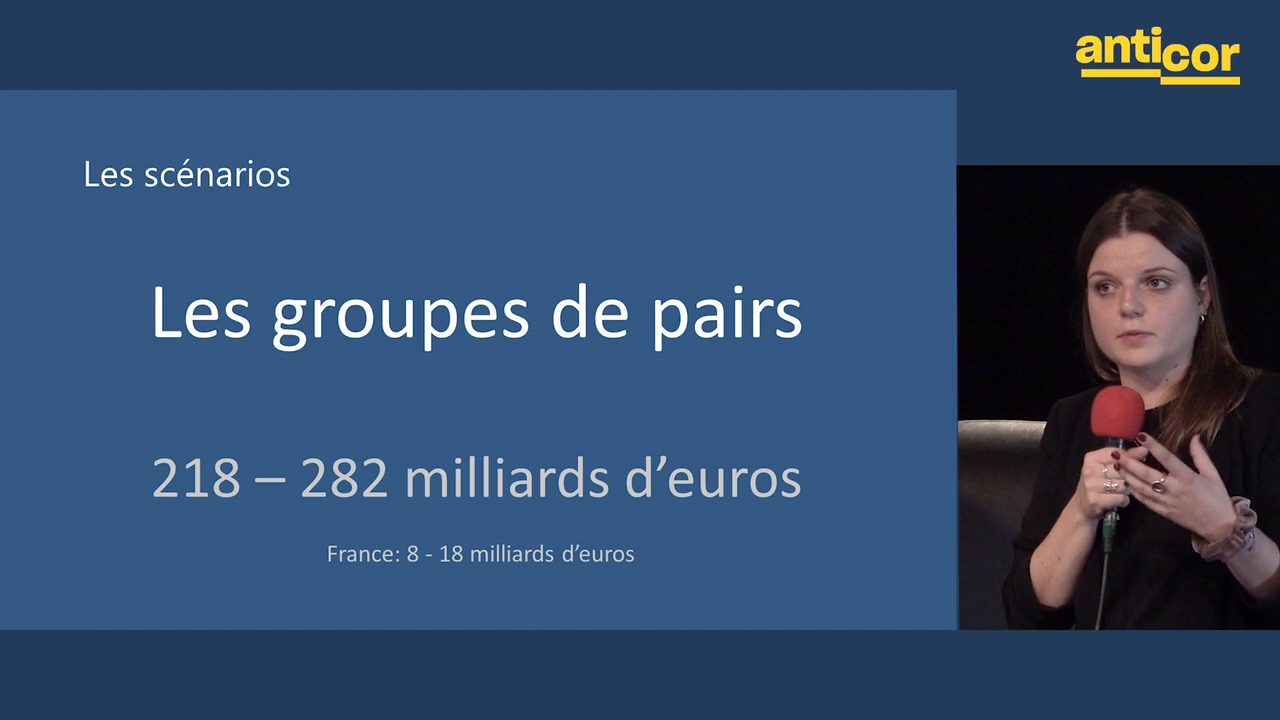 anticor
Les scénarios
Les groupes de pairs
218 – 282 milliards d’euros
France: 8 - 18 milliards d’euros